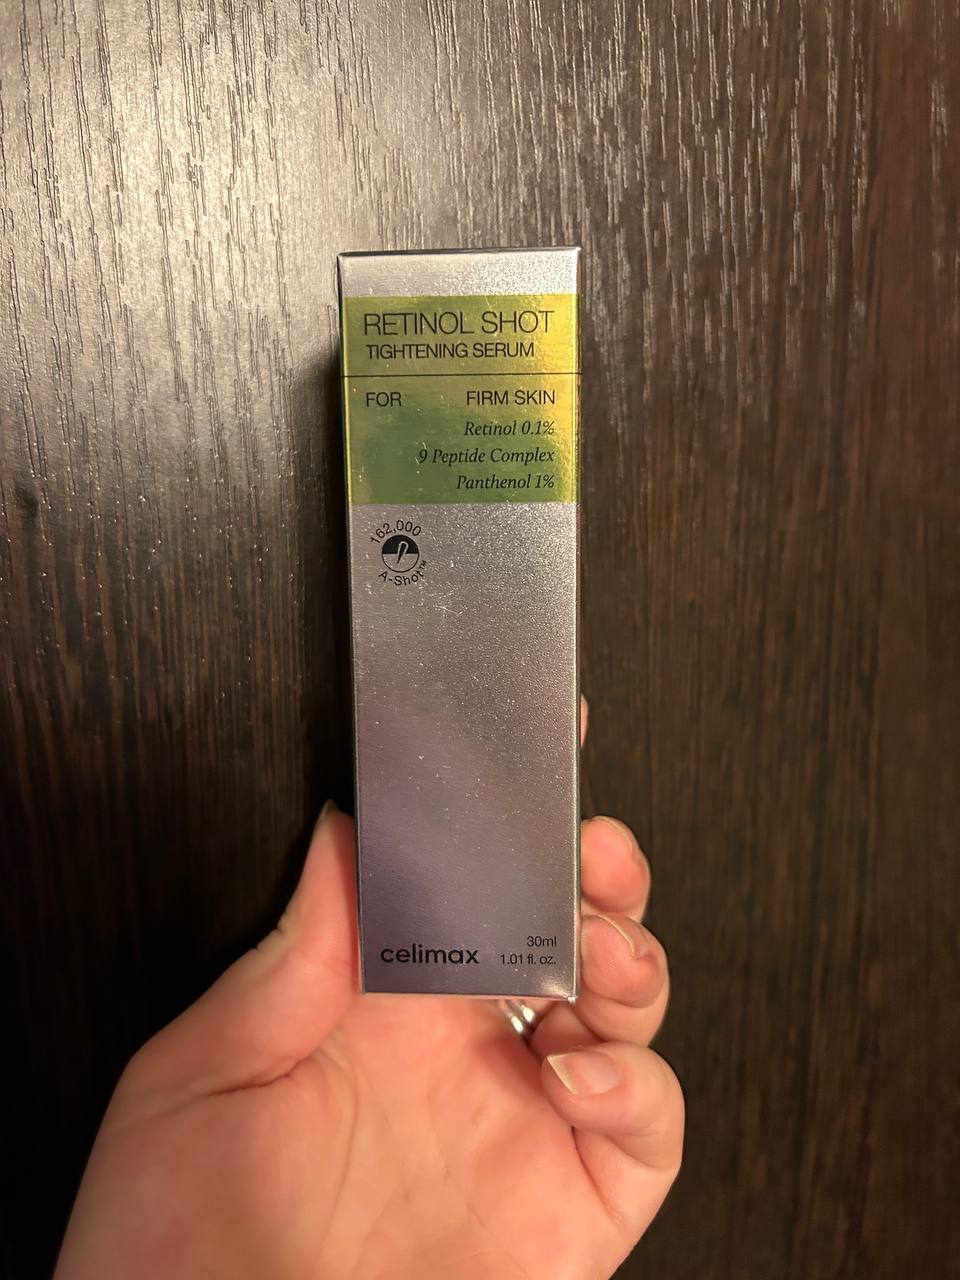 RETINOL SHOT
TIGHTENING SERUM
FOR FIRM SKIN
Retinol 0.1%
9 Peptide Complex
Panthenol 1%
162,000
A-Shot™
celimax
30ml
1.01 fl. oz.